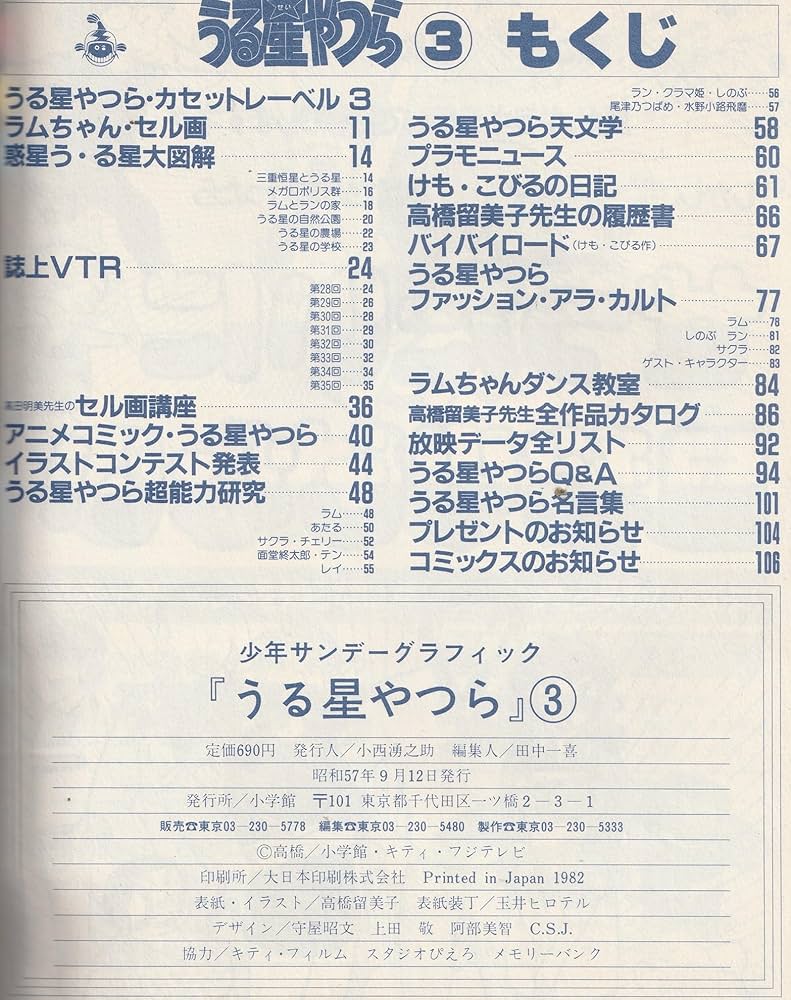 うる星やつら ③ もくじ
せい
うる星やつら・カセットレーベル 3
ラムちゃん・セル画 11
惑星う・る星大図解 14
三重恒星とうる星……14
メガロポリス群……16
ラムとランの家……18
うる星の自然公園……20
うる星の農場……22
うる星の学校……23
誌上VTR 24
第28回……24
第29回……26
第30回……28
第31回……29
第32回……30
第33回……32
第34回……34
第35回……35
田明美先生のセル画講座 36
アニメコミック・うる星やつら 40
イラストコンテスト発表 44
うる星やつら超能力研究 48
ラム……48
あたる……50
サクラ・チェリー……52
面堂終太郎・テン……54
レイ……55
ラン・クラマ姫・しのぶ……56
尾津乃つばめ・水野小路飛麿……57
うる星やつら天文学 58
プラモニュース 60
けも・こびるの日記 61
高橋留美子先生の履歴書 66
バイバイロード(けも・こびる作) 67
うる星やつら
ファッション・アラ・カルト 77
ラム……78
しのぶ ラン……81
サクラ……82
ゲスト・キャラクター……83
ラムちゃんダンス教室 84
高橋留美子先生全作品カタログ 86
放映データ全リスト 92
うる星やつらQ&A 94
うる星やつら名言集 101
プレゼントのお知らせ 104
コミックスのお知らせ 106
少年サンデーグラフィック
『うる星やつら』③
定価690円 発行人/小西湧之助 編集人/田中一喜
昭和57年9月12日発行
発行所/小学館 〒101 東京都千代田区一ツ橋2－3－1
販売☎東京03－230－5778 編集☎東京03－230－5480 製作☎東京03－230－5333
©高橋/小学館・キティ・フジテレビ
印刷所/大日本印刷株式会社 Printed in Japan 1982
表紙・イラスト/高橋留美子 表紙装丁/玉井ヒロテル
デザイン/守屋昭文 上田 敬 阿部美智 C.S.J.
協力/キティ・フィルム スタジオぴえろ メモリーバンク